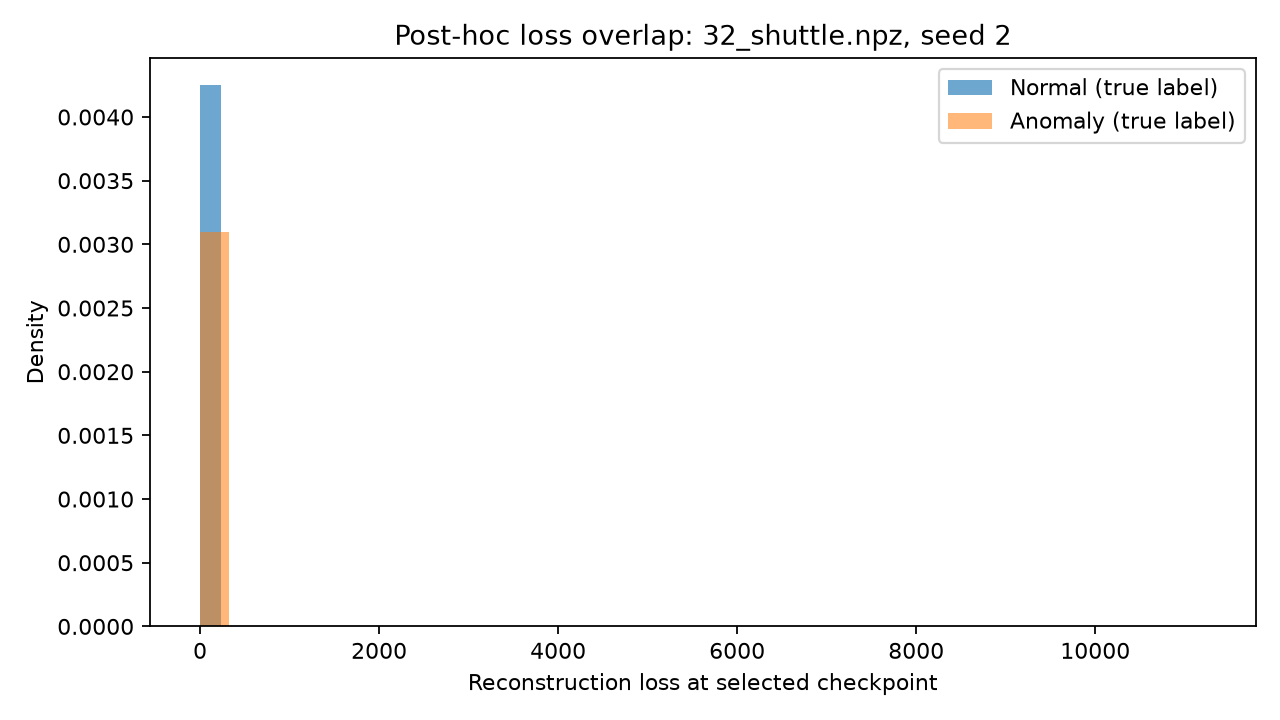 Post-hoc loss overlap: 32_shuttle.npz, seed 2
Normal (true label)
Anomaly (true label)
0.0040
0.0035
0.0030
0.0025
0.0020
0.0015
0.0010
0.0005
0.0000
Density
0 2000 4000 6000 8000 10000
Reconstruction loss at selected checkpoint